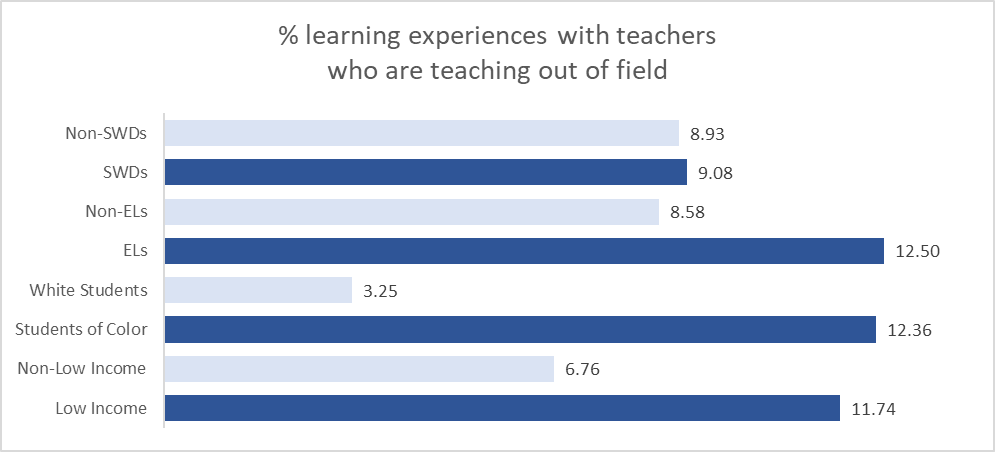 % learning experiences with teachers
who are teaching out of field
Non-SWDs 8.93
SWDs 9.08
Non-ELs 8.58
ELs 12.50
White Students 3.25
Students of Color 12.36
Non-Low Income 6.76
Low Income 11.74